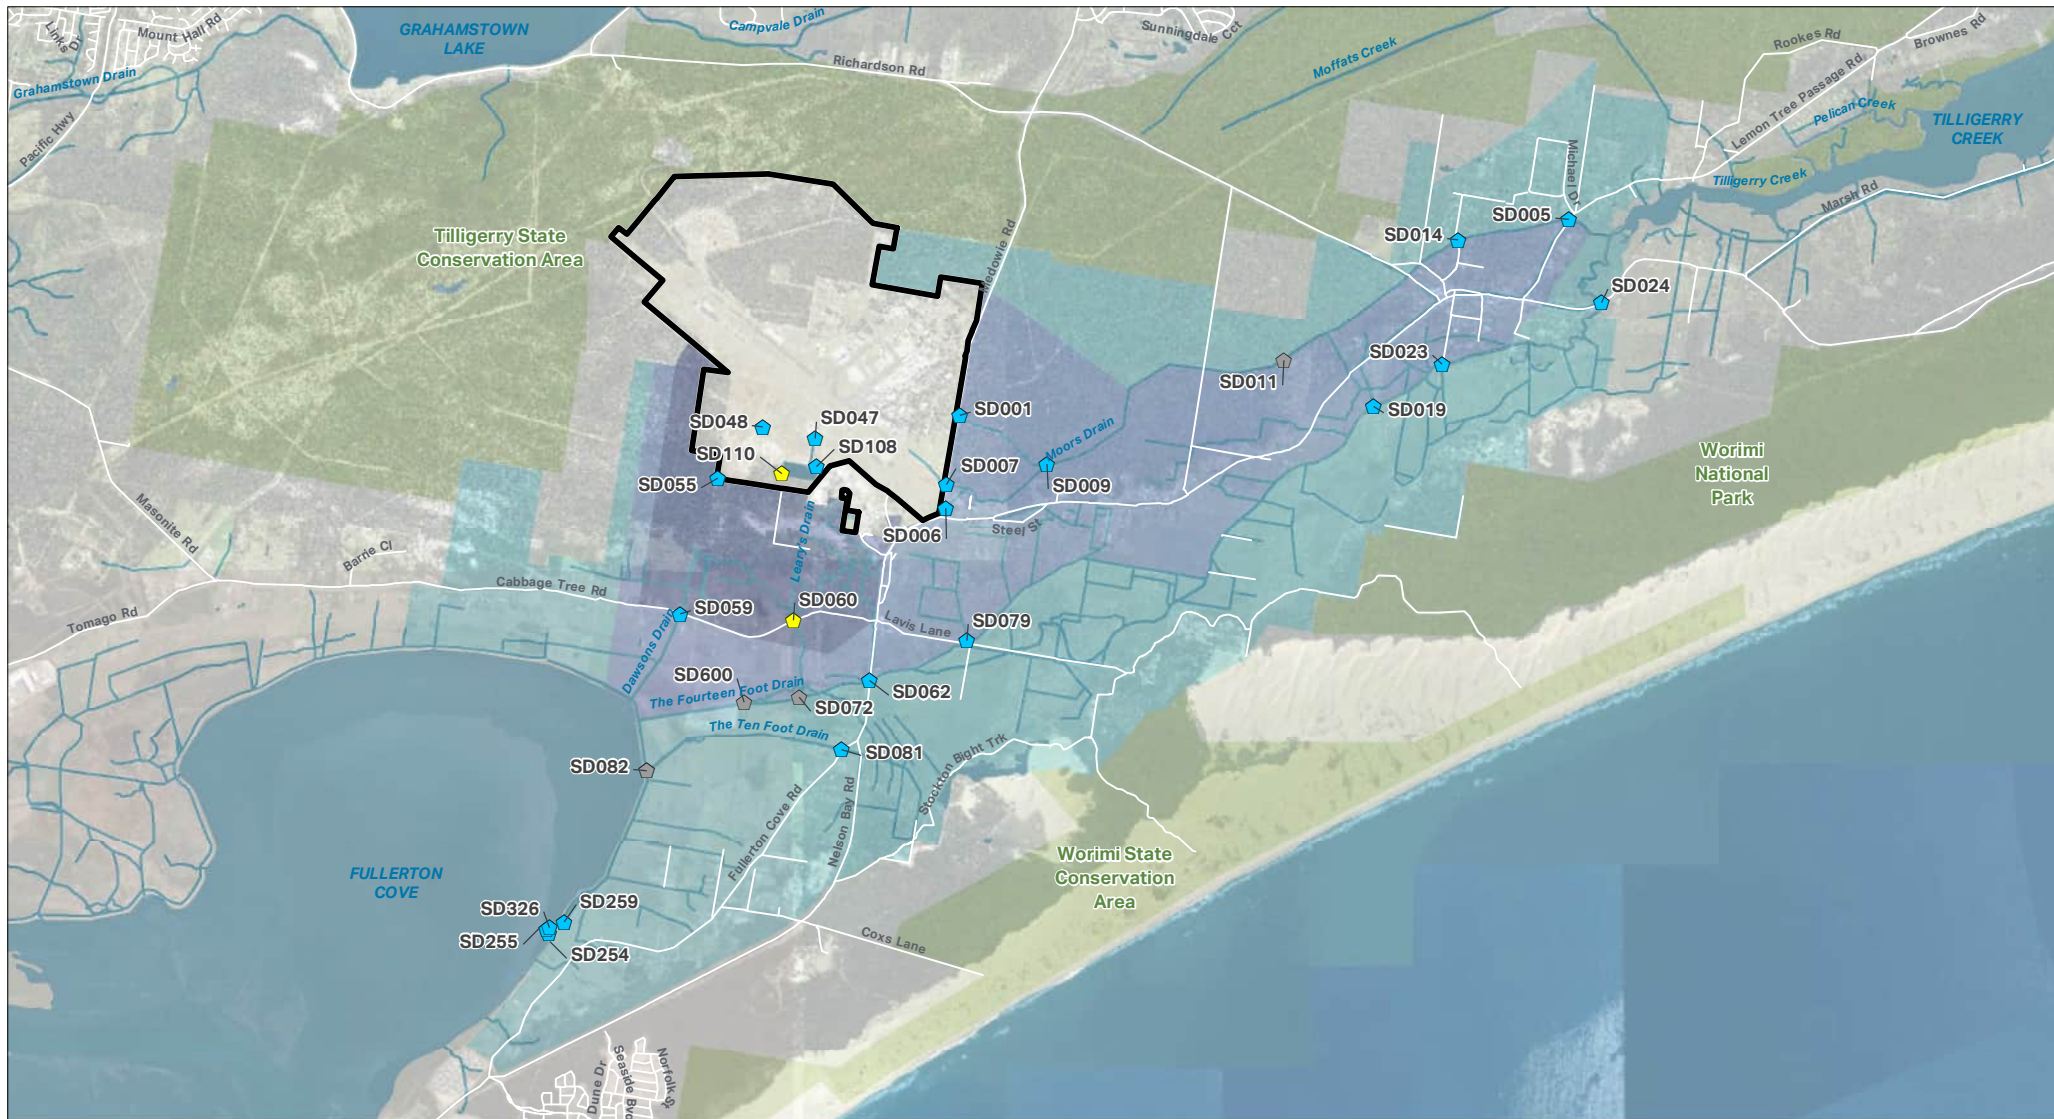 Links Dr
Mount Hall Rd
GRAHAMSTOWN
LAKE
Campvale Drain
Sunningdale Cct
Richardson Rd
Moffats Creek
Rookes Rd
Brownes Rd
Grahamstown Drain
Pacific Hwy
Lemon Tree Passage Rd
Pelican Creek
TILLIGERRY
CREEK
Michael Dr
Tilligerry Creek
Marsh Rd
Tilligerry State
Conservation Area
Medowie Rd
SD005
SD014
SD024
SD023
SD011
SD019
SD001
SD048
SD047
SD110
SD108
SD055
SD007
Moors Drain
SD009
SD006
Steel St
Worimi
National
Park
Masonite Rd
Barrie Cl
Leary's Drain
Cabbage Tree Rd
Tomago Rd
SD059
SD060
Lavis Lane
SD079
Dawsons Drain
SD600
The Fourteen Foot Drain
SD072
SD062
The Ten Foot Drain
SD081
SD082
Stockton Bight Trk
Fullerton Cove Rd
Nelson Bay Rd
Worimi State
Conservation
Area
FULLERTON
COVE
SD326
SD259
SD255
SD254
Coxs Lane
Dune Dr
Seaside Bvd
Norfolk St